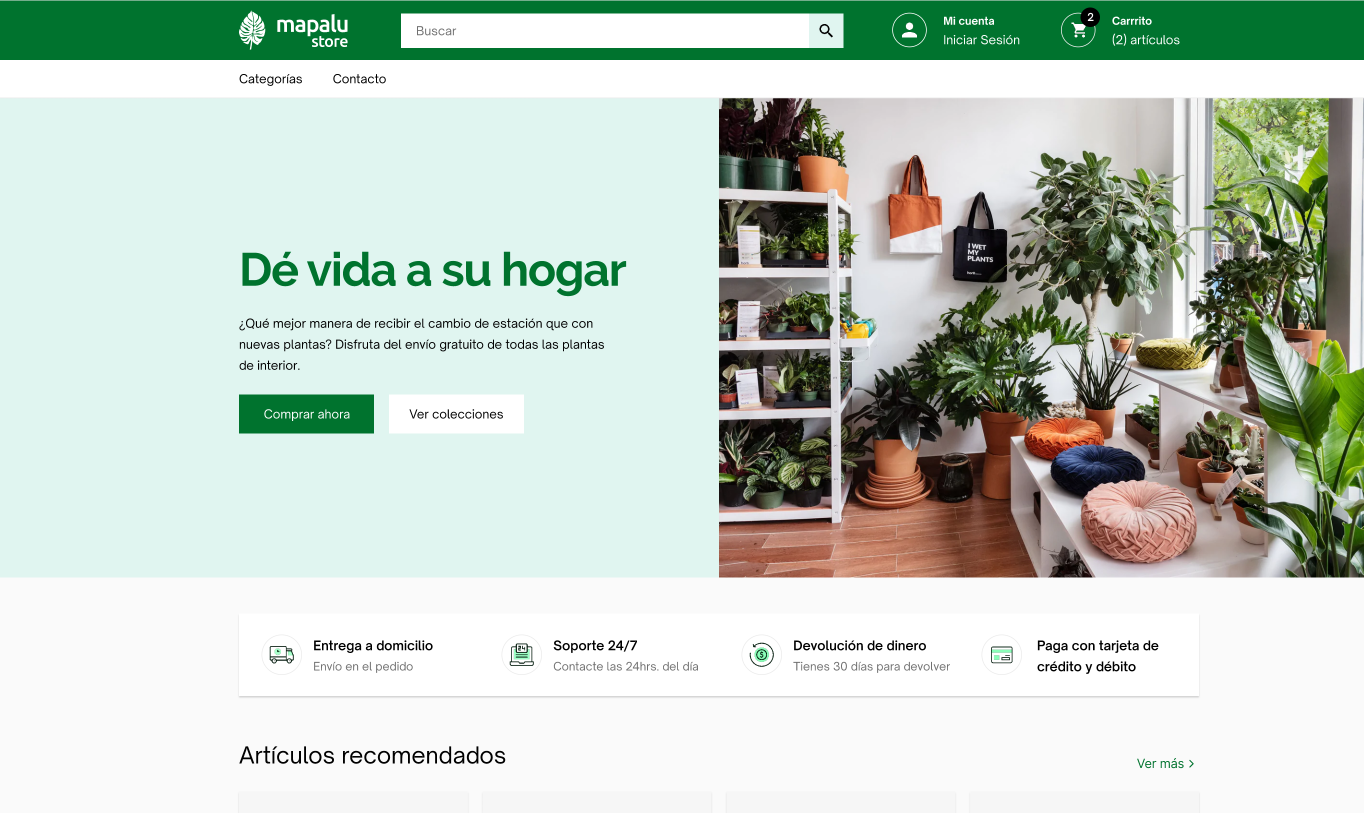 mapalu
store
Buscar
Mi cuenta
Iniciar Sesión
2
Carrrito
(2) artículos
Categorías
Contacto
Dé vida a su hogar
¿Qué mejor manera de recibir el cambio de estación que con
nuevas plantas? Disfruta del envío gratuito de todas las plantas
de interior.
Comprar ahora
Ver colecciones
I WET
MY
PLANTS
Entrega a domicilio
Envío en el pedido
24
Soporte 24/7
Contacte las 24hrs. del día
$
Devolución de dinero
Tienes 30 días para devolver
Paga con tarjeta de
crédito y débito
Artículos recomendados
Ver más